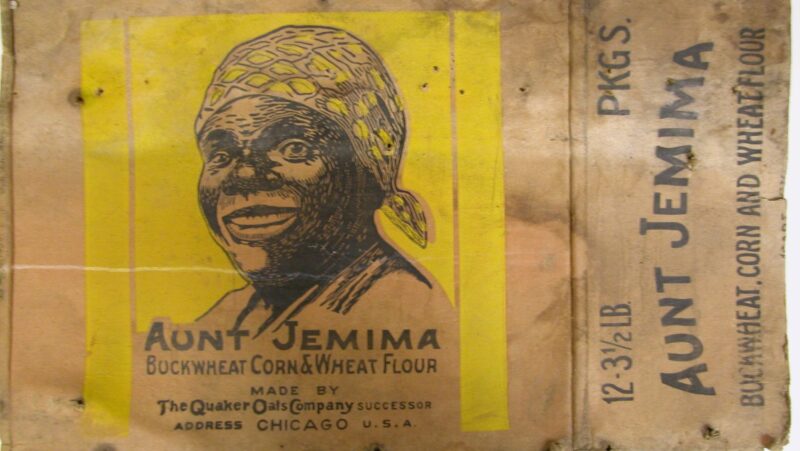 AUNT JEMIMA
BUCKWHEAT CORN & WHEAT FLOUR
MADE BY
The Quaker Oats Company SUCCESSOR
ADDRESS CHICAGO U.S.A.
12-3½ LB. PKGS.
AUNT JEMIMA
BUCKWHEAT, CORN AND WHEAT FLOUR